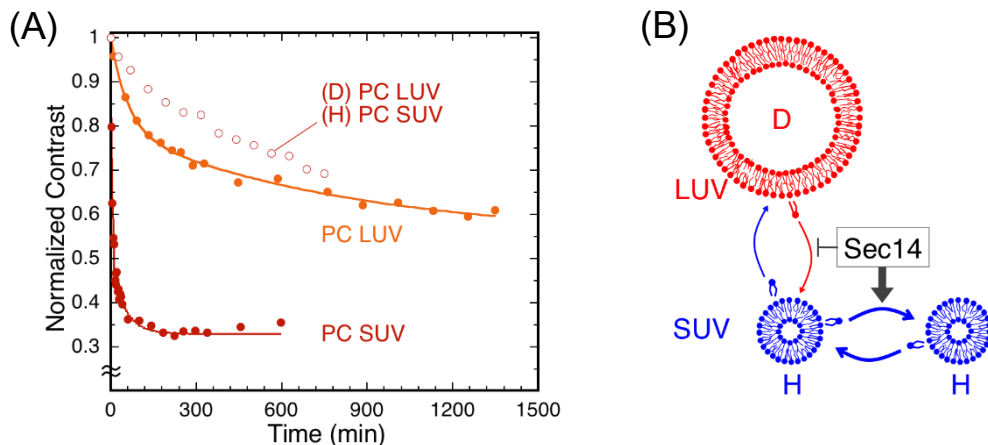 (A)
Normalized Contrast
1
0.9
0.8
0.7
0.6
0.5
0.4
0.3
0
300
600
900
1200
1500
Time (min)
(D) PC LUV
(H) PC SUV
PC LUV
PC SUV
(B)
D
LUV
Sec14
SUV
H
H